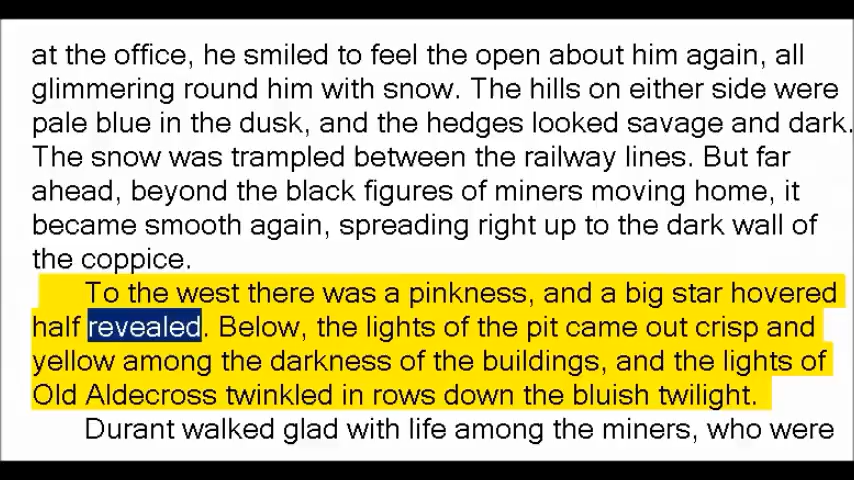 at the office, he smiled to feel the open about him again, all
glimmering round him with snow. The hills on either side were
pale blue in the dusk, and the hedges looked savage and dark.
The snow was trampled between the railway lines. But far
ahead, beyond the black figures of miners moving home, it
became smooth again, spreading right up to the dark wall of
the coppice.
To the west there was a pinkness, and a big star hovered
half revealed. Below, the lights of the pit came out crisp and
yellow among the darkness of the buildings, and the lights of
Old Aldecross twinkled in rows down the bluish twilight.
Durant walked glad with life among the miners, who were